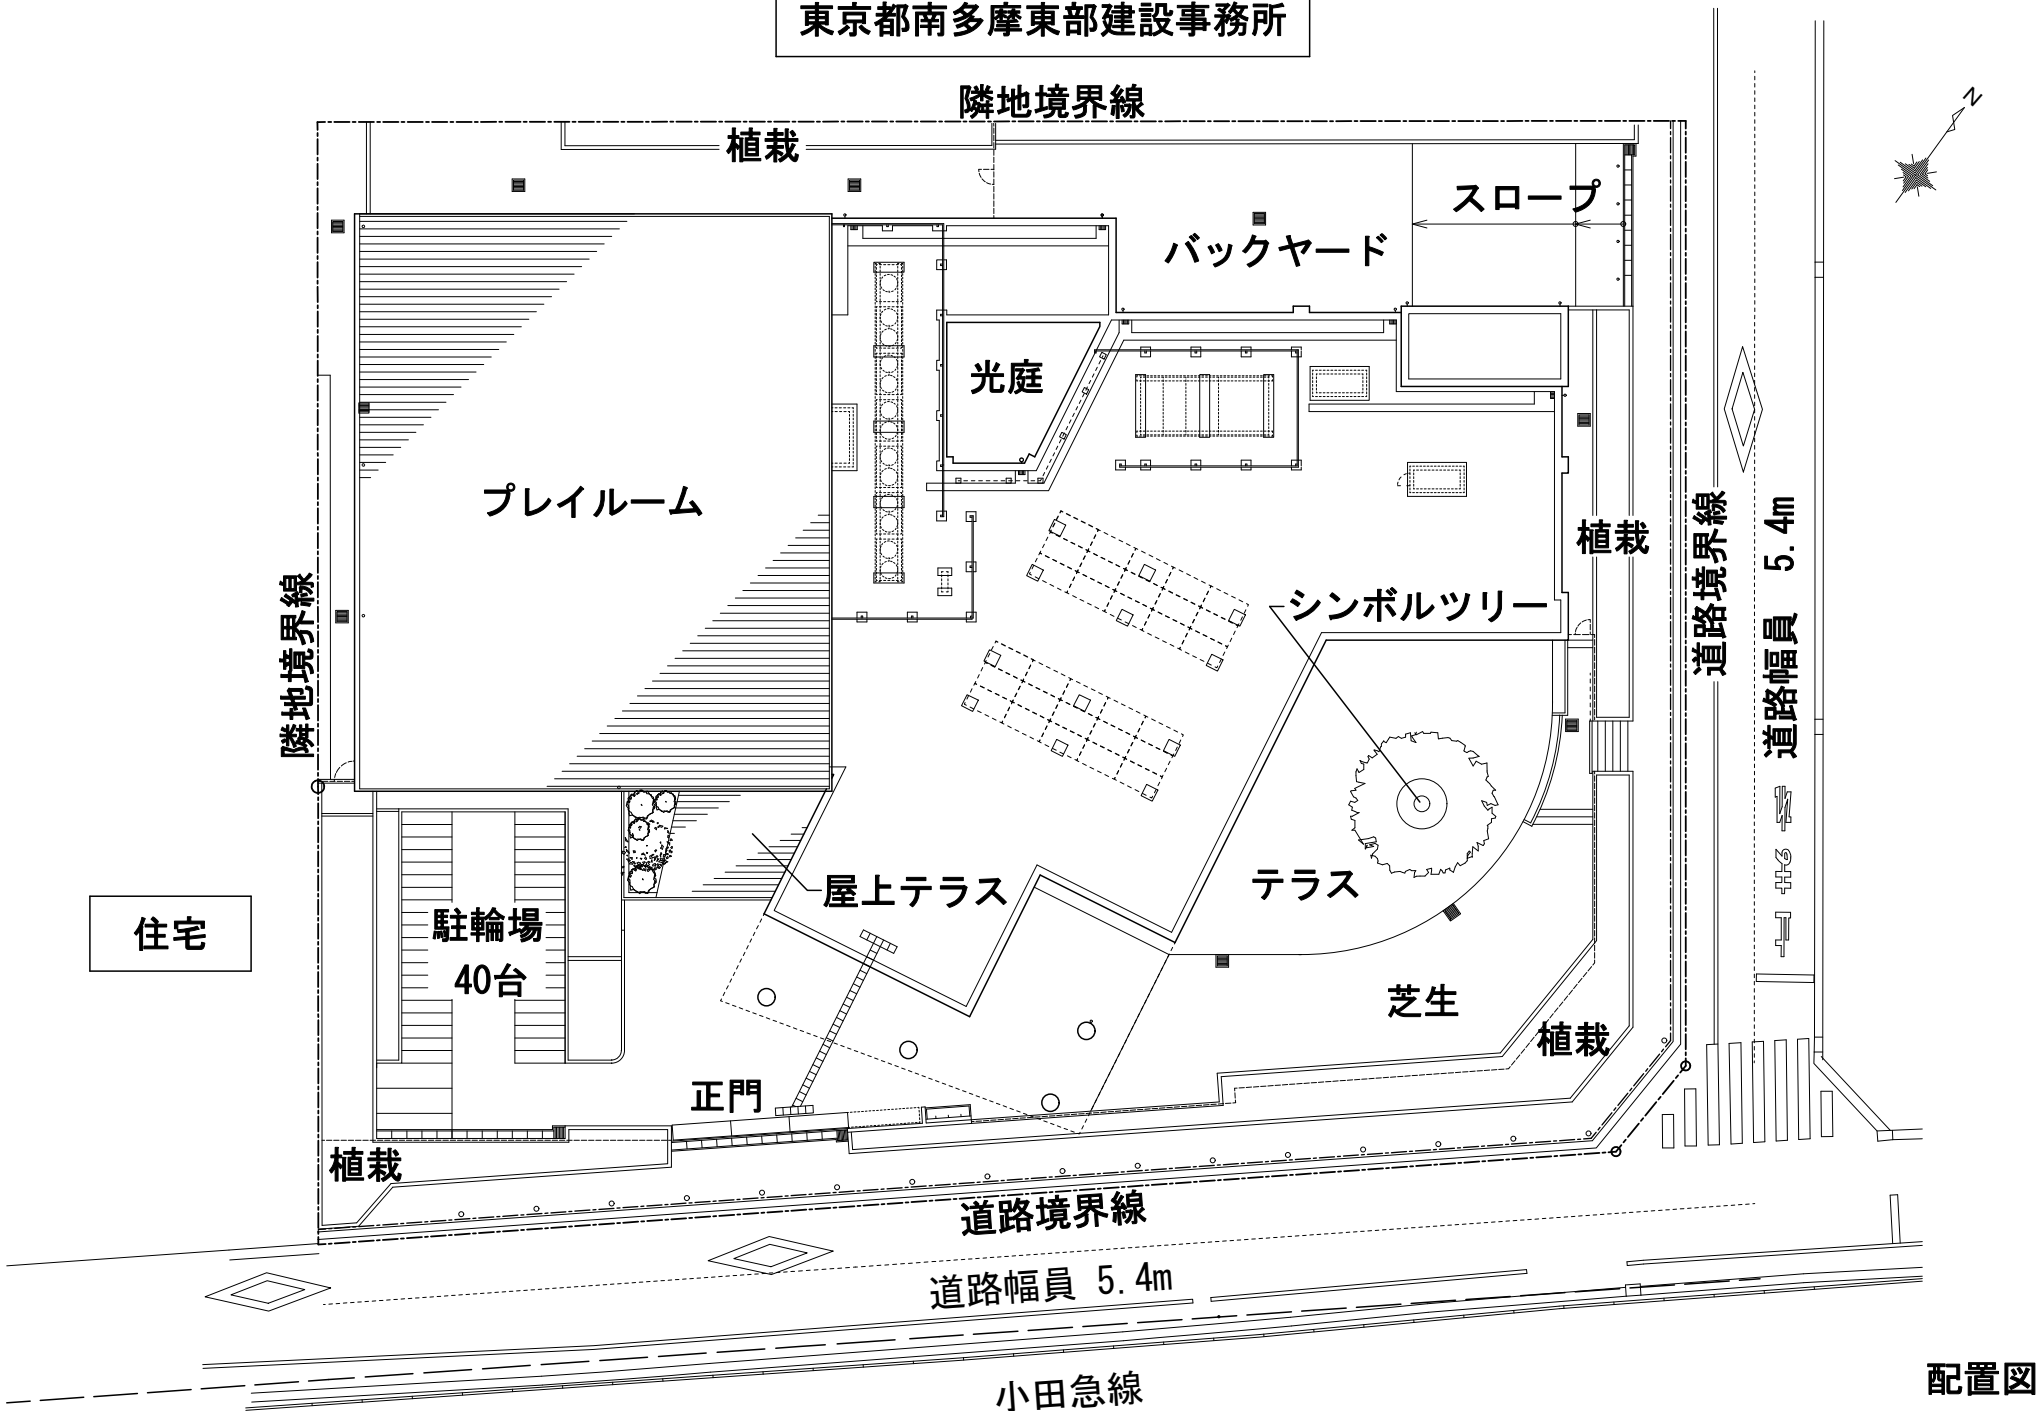 東京都南多摩東部建設事務所
隣地境界線
植栽
N
スロープ
バックヤード
光庭
プレイルーム
植栽
道路境界線
道路幅員 5.4m
シンボルツリー
隣地境界線
テラス
屋上テラス
住宅
駐輪場
40台
芝生
植栽
正門
止まれ
植栽
道路境界線
道路幅員 5.4m
小田急線
配置図